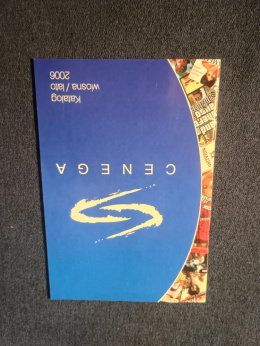 CENEGA
Katalog
wiosna / lato
2006